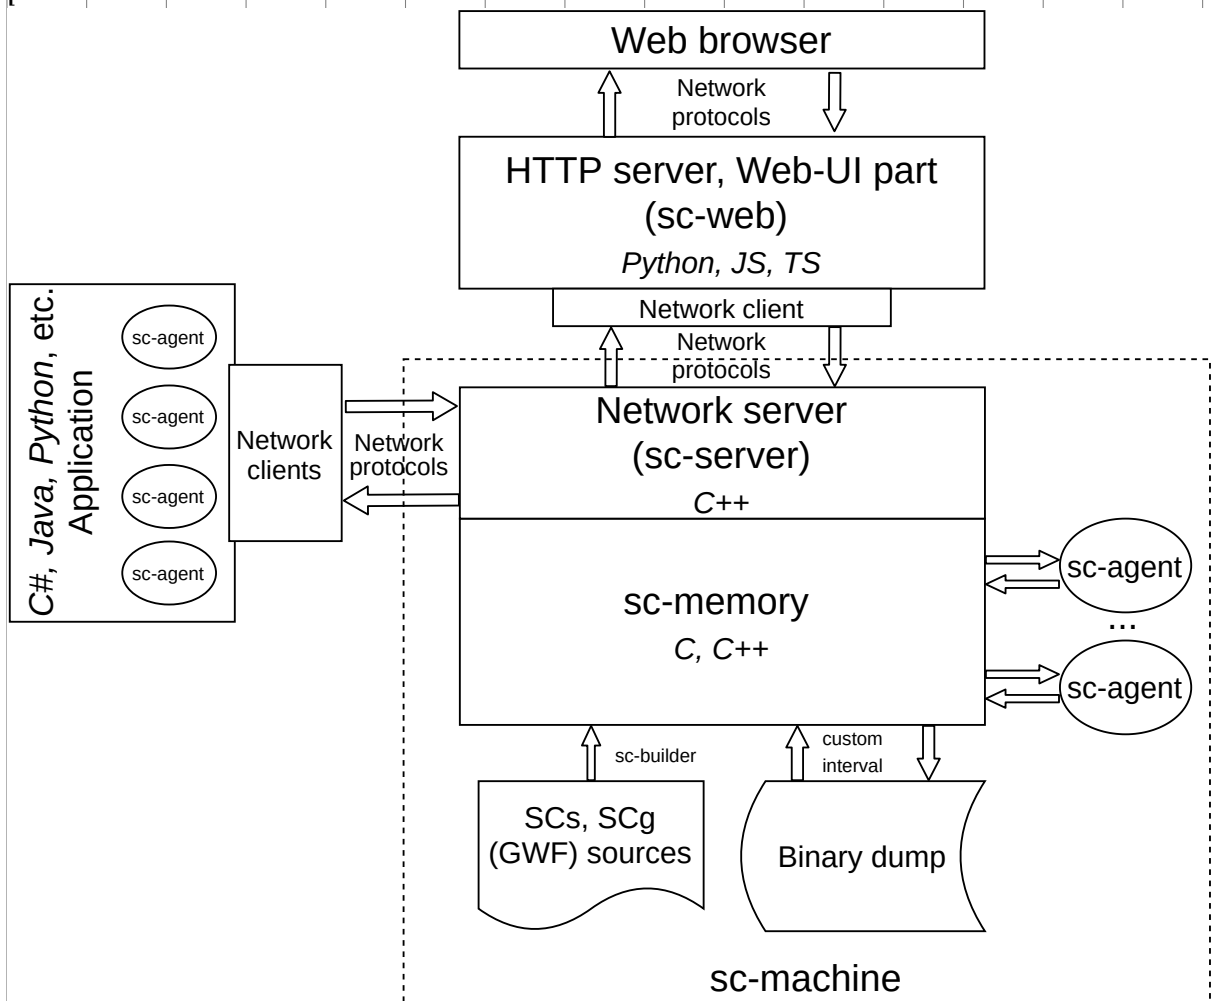 Web browser
Network
protocols
HTTP server, Web-UI part
(sc-web)
Python, JS, TS
Network client
Network
protocols
C#, Java, Python, etc.
Application
sc-agent
sc-agent
sc-agent
sc-agent
Network
clients
Network
protocols
Network server
(sc-server)
C++
sc-memory
C, C++
sc-agent
...
sc-agent
sc-builder
custom
interval
SCs, SCg
(GWF) sources
Binary dump
sc-machine